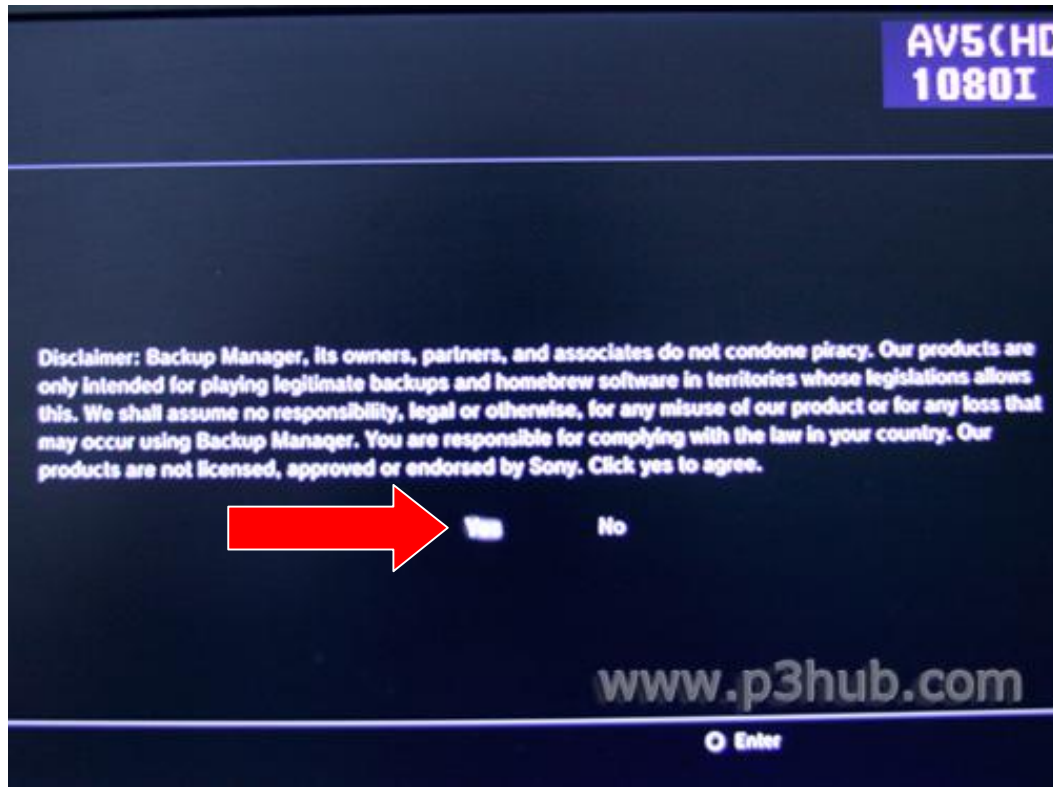 AV5(HD
1080I
Disclaimer: Backup Manager, its owners, partners, and associates do not condone piracy. Our products are
only intended for playing legitimate backups and homebrew software in territories whose legislations allows
this. We shall assume no responsibility, legal or otherwise, for any misuse of our product or for any loss that
may occur using Backup Manager. You are responsible for complying with the law in your country. Our
products are not licensed, approved or endorsed by Sony. Click yes to agree.
Yes No
www.p3hub.com
Enter